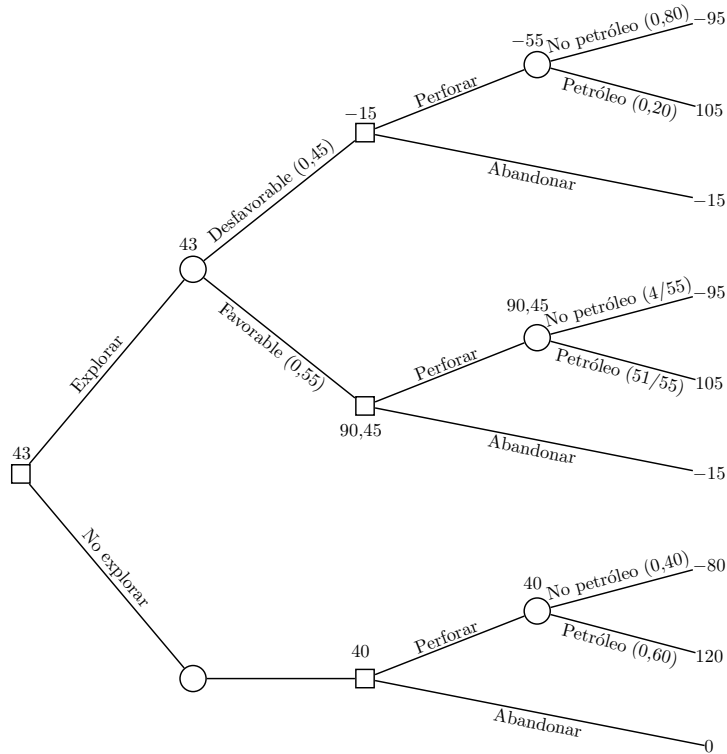 −55
No petróleo (0,80)
−95
Perforar
Petróleo (0,20)
105
−15
Abandonar
−15
Desfavorable (0,45)
43
Favorable (0,55)
Explorar
90,45
No petróleo (4/55)
−95
Perforar
Petróleo (51/55)
105
90,45
Abandonar
−15
43
No explorar
40
No petróleo (0,40)
−80
Perforar
Petróleo (0,60)
120
40
Abandonar
0